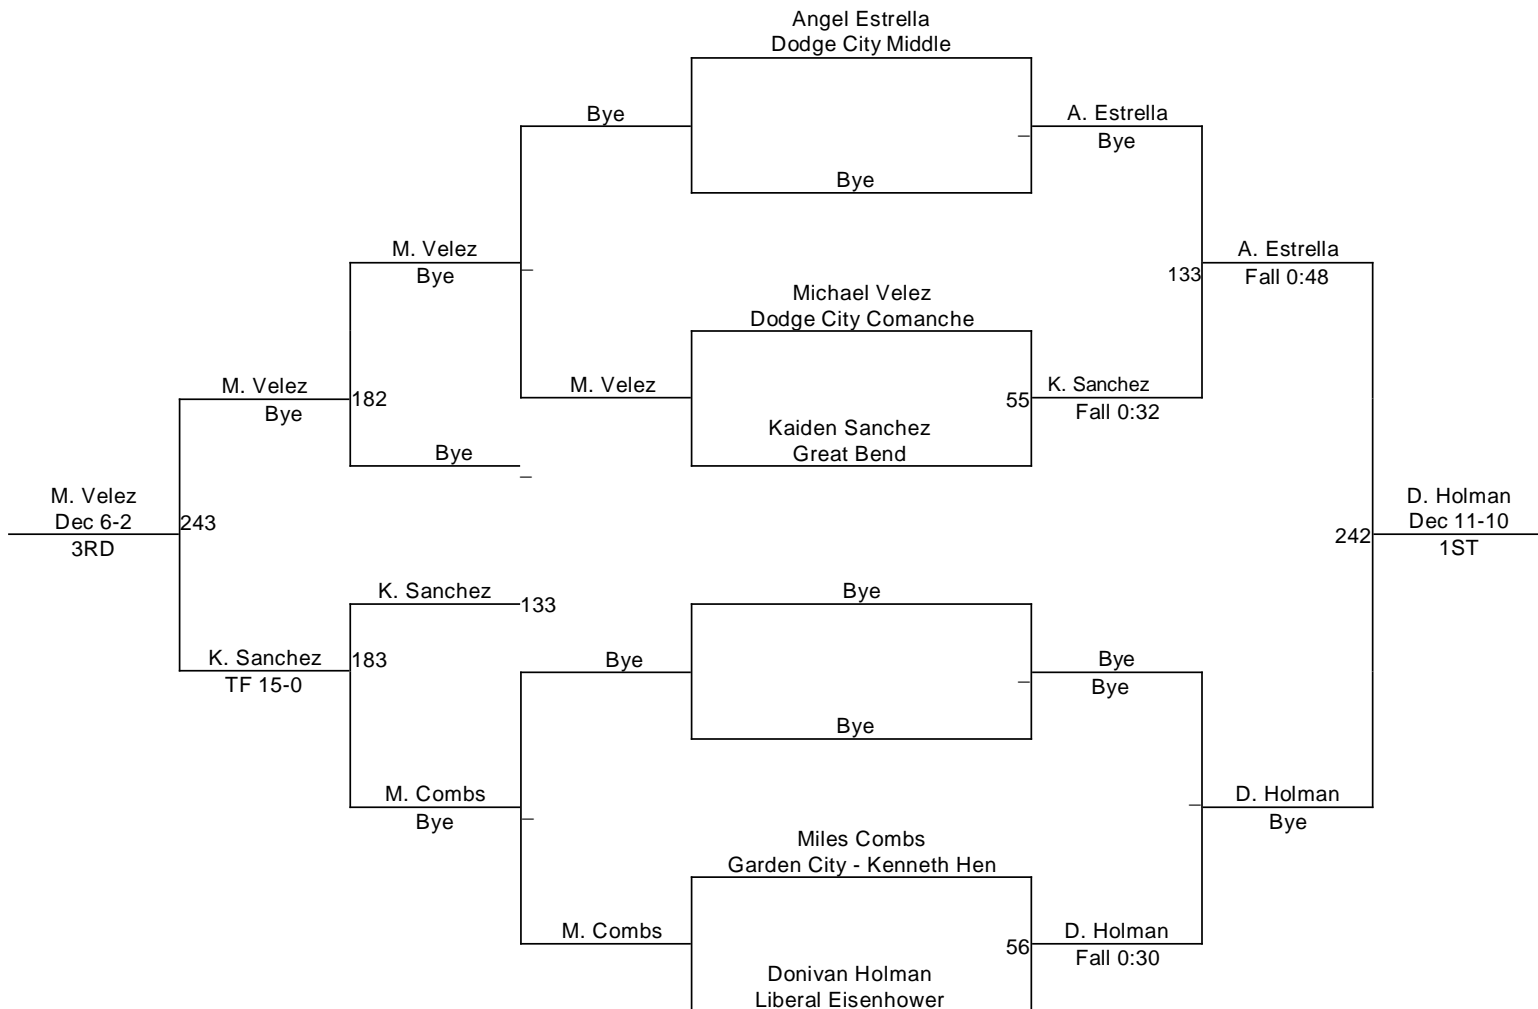 Angel Estrella
Dodge City Middle
Bye
A. Estrella
Bye
Bye
M. Velez
Bye
A. Estrella
Fall 0:48
133
Michael Velez
Dodge City Comanche
M. Velez
Bye
182
M. Velez
55
K. Sanchez
Fall 0:32
Kaiden Sanchez
Great Bend
Bye
M. Velez
Dec 6-2
3RD
243
D. Holman
Dec 11-10
1ST
242
K. Sanchez
133
Bye
K. Sanchez
TF 15-0
183
Bye
Bye
Bye
Bye
M. Combs
Bye
D. Holman
Bye
Miles Combs
Garden City - Kenneth Hen
M. Combs
56
D. Holman
Fall 0:30
Donivan Holman
Liberal Eisenhower